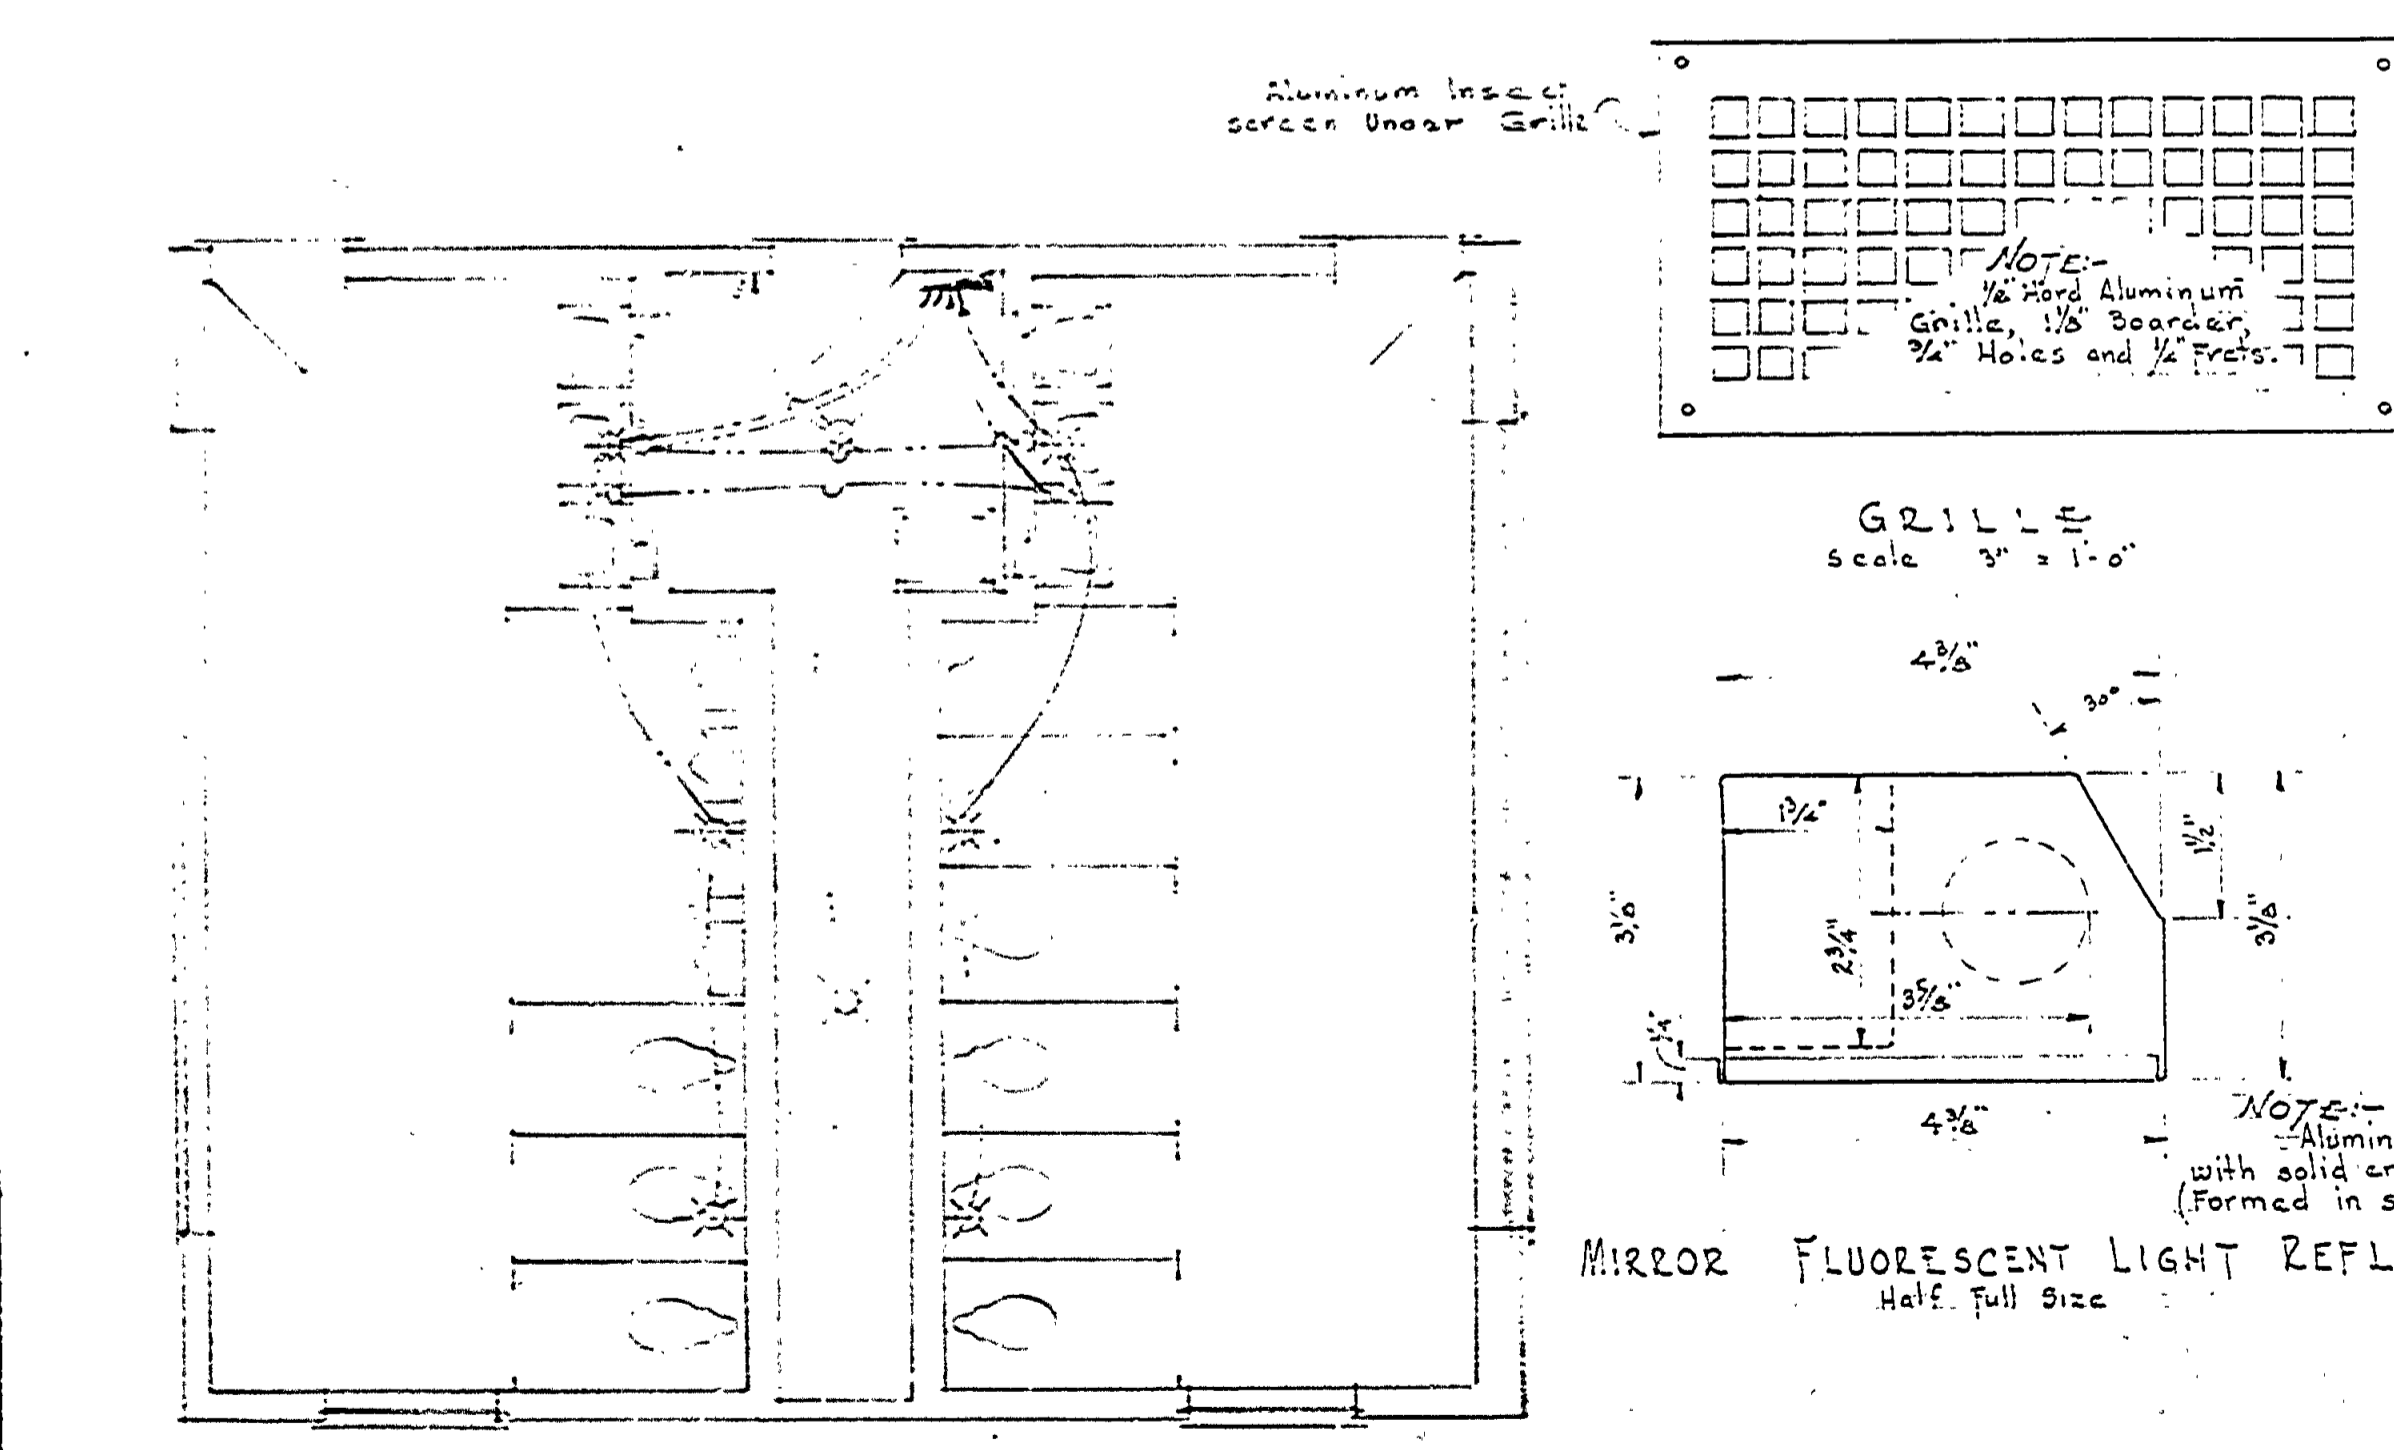 Aluminum Insect
screen Under Grille
NOTE:-
1/2" Hard Aluminum
Grille, 1 1/8" Boarder,
3/4" Holes and 1/4" Frets.
GRILLE
Scale 3" = 1'-0"
4 3/8"
30°
1 3/4"
1 1/2"
3 1/8"
2 3/4"
3 1/8"
3 5/8"
1/4"
4 3/8"
NOTE:-
Alumin
with solid en
(Formed in s
MIRROR FLUORESCENT LIGHT REFL
Half Full Size